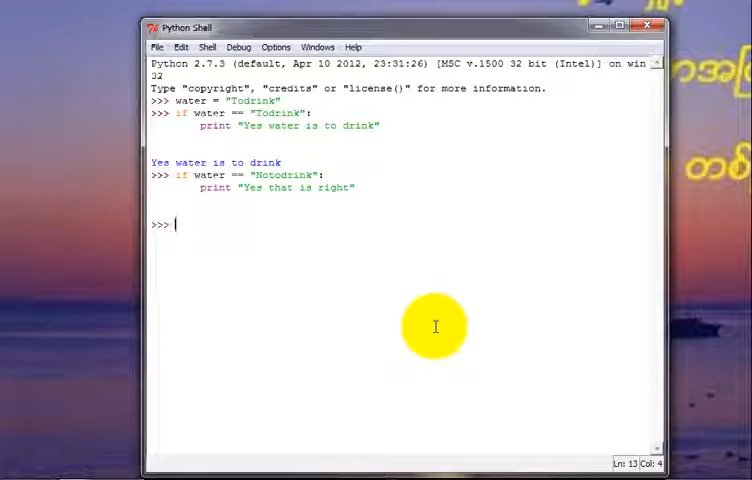 Python Shell
File Edit Shell Debug Options Windows Help
Python 2.7.3 (default, Apr 10 2012, 23:31:26) [MSC v.1500 32 bit (Intel)] on win
32
Type "copyright", "credits" or "license()" for more information.
>>> water = "Todrink"
>>> if water == "Todrink":
print "Yes water is to drink"
Yes water is to drink
>>> if water == "Notodrink":
print "Yes that is right"
>>>
Ln: 13 Col: 4
တစ်